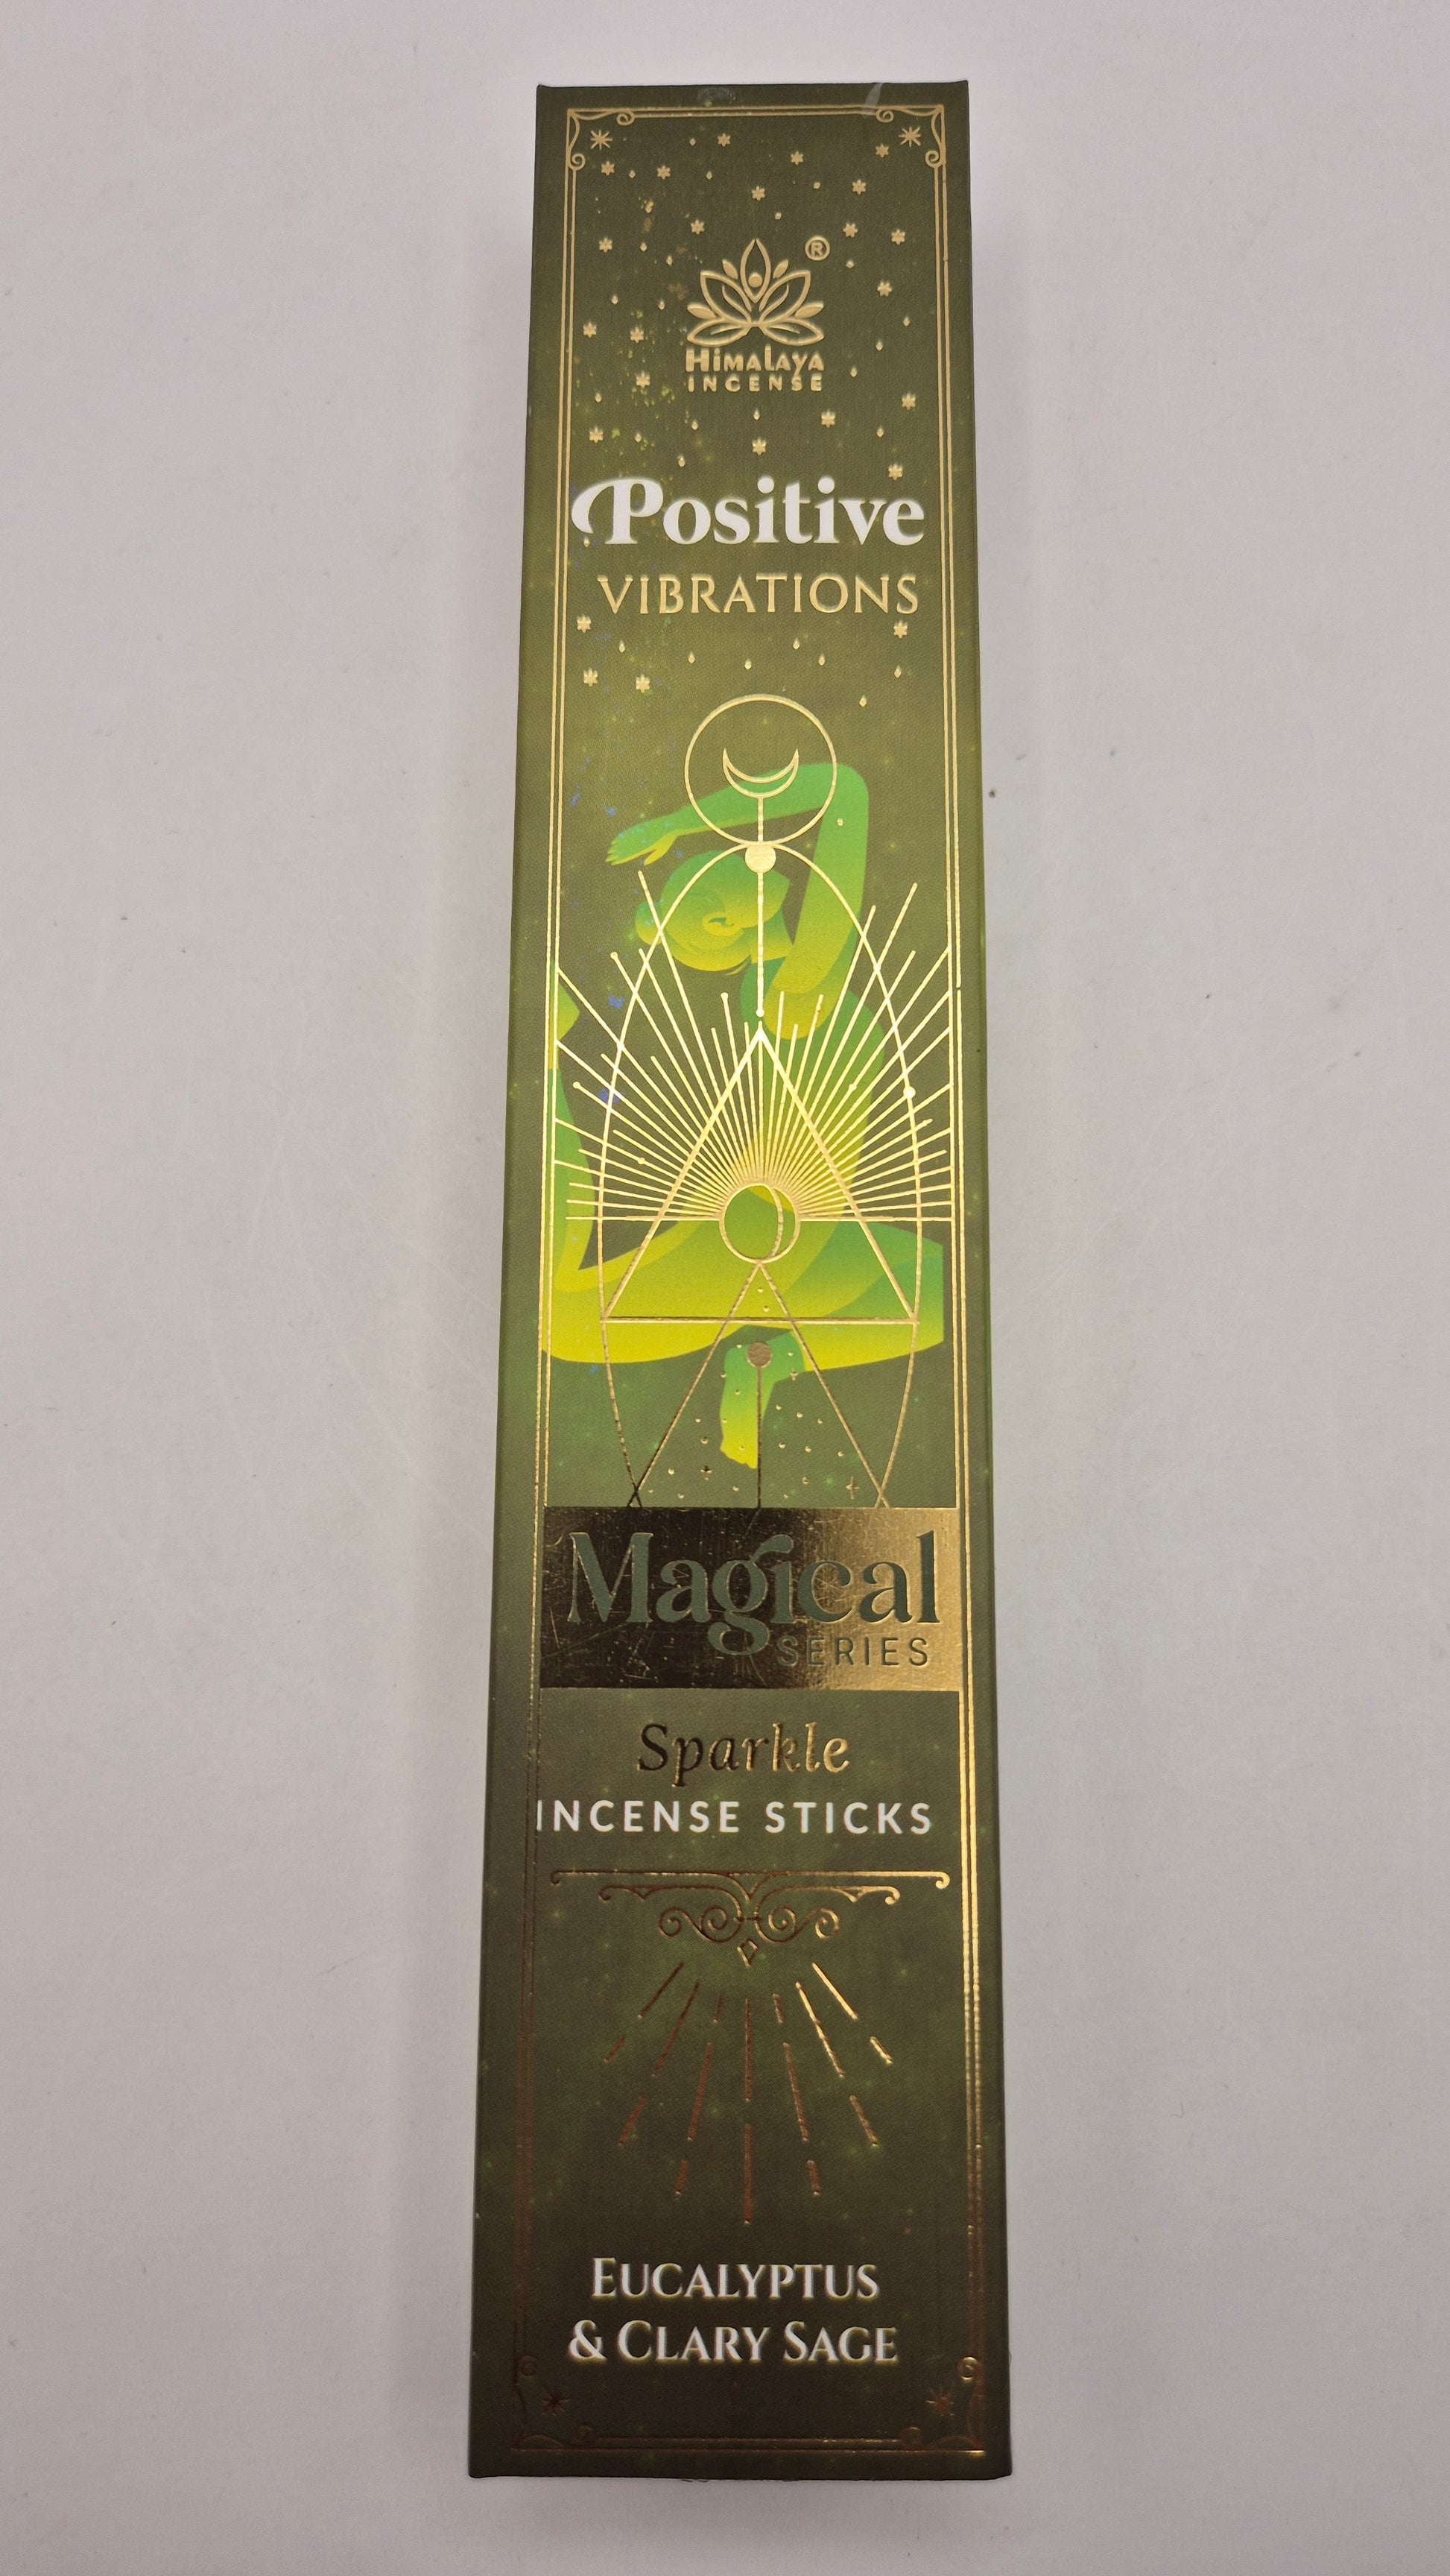 ®
Himalaya
INCENSE
Positive
VIBRATIONS
Magical
SERIES
Sparkle
INCENSE STICKS
EUCALYPTUS
& CLARY SAGE